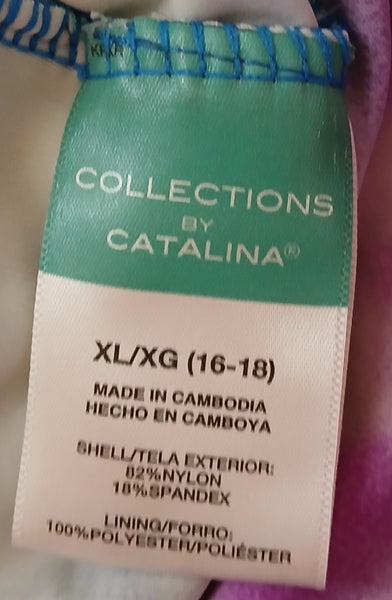 COLLECTIONS
BY
CATALINA®
XL/XG (16-18)
MADE IN CAMBODIA
HECHO EN CAMBOYA
SHELL/TELA EXTERIOR:
82%NYLON
18%SPANDEX
LINING/FORRO:
100%POLYESTER/POLIÉSTER